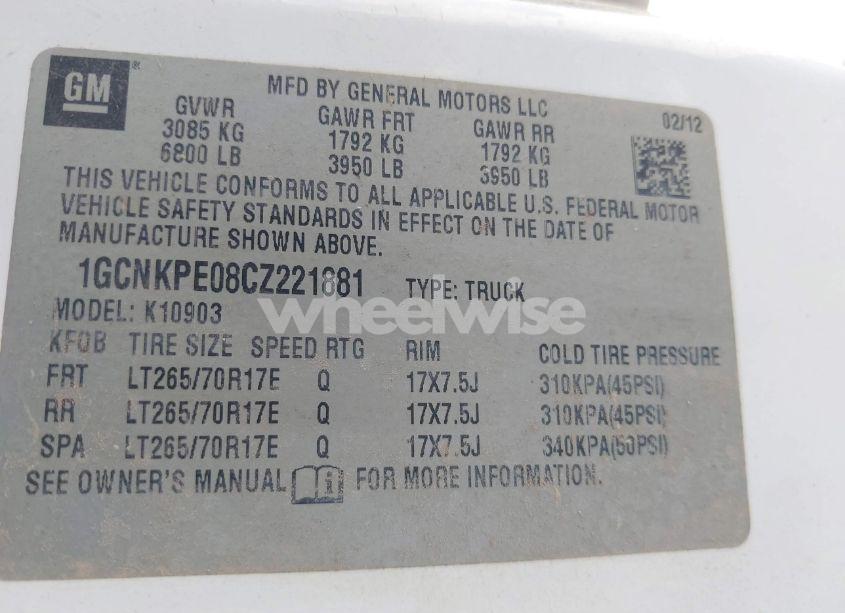 GM
MFD BY GENERAL MOTORS LLC
02/12
GVWR GAWR FRT GAWR RR
3085 KG 1792 KG 1792 KG
6800 LB 3950 LB 3950 LB
THIS VEHICLE CONFORMS TO ALL APPLICABLE U.S. FEDERAL MOTOR
VEHICLE SAFETY STANDARDS IN EFFECT ON THE DATE OF
MANUFACTURE SHOWN ABOVE.
1GCNKPE08CZ221881 TYPE: TRUCK
MODEL: K10903
wheelwise
KFOB TIRE SIZE SPEED RTG RIM COLD TIRE PRESSURE
FRT LT265/70R17E Q 17X7.5J 310KPA(45PSI)
RR LT265/70R17E Q 17X7.5J 310KPA(45PSI)
SPA LT265/70R17E Q 17X7.5J 340KPA(50PSI)
SEE OWNER'S MANUAL FOR MORE INFORMATION.